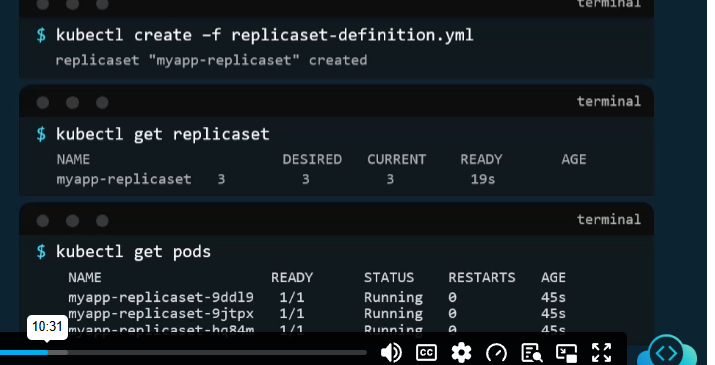 terminal
$ kubectl create –f replicaset-definition.yml
replicaset "myapp-replicaset" created
terminal
$ kubectl get replicaset
NAME DESIRED CURRENT READY AGE
myapp-replicaset 3 3 3 19s
terminal
$ kubectl get pods
NAME READY STATUS RESTARTS AGE
myapp-replicaset-9ddl9 1/1 Running 0 45s
myapp-replicaset-9jtpx 1/1 Running 0 45s
myapp-replicaset-hq84m 1/1 Running 0 45s
10:31
CC